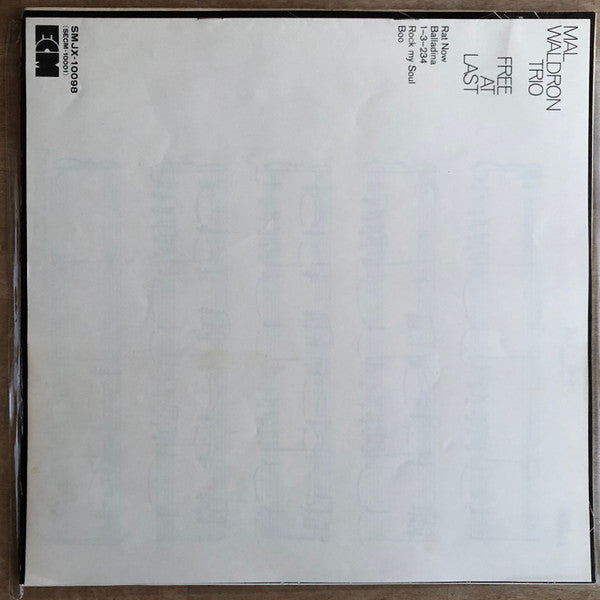 MAL
WALDRON
TRIO
FREE
AT
LAST
Rat Now
Balladina
1-3-234
Rock my Soul
Boo
SMJX-10098
(SECM-10001)
ECM